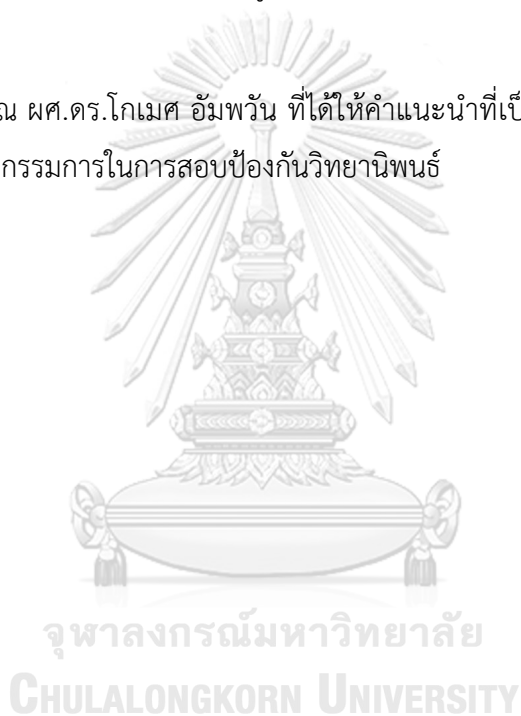 ณ ผศ.ดร.โกเมศ อัมพวัน ที่ได้ให้คำแนะนำที่เป็
กรรมการในการสอบป้องกันวิทยานิพนธ์
จุฬาลงกรณ์มหาวิทยาลัย
CHULALONGKORN UNIVERSITY